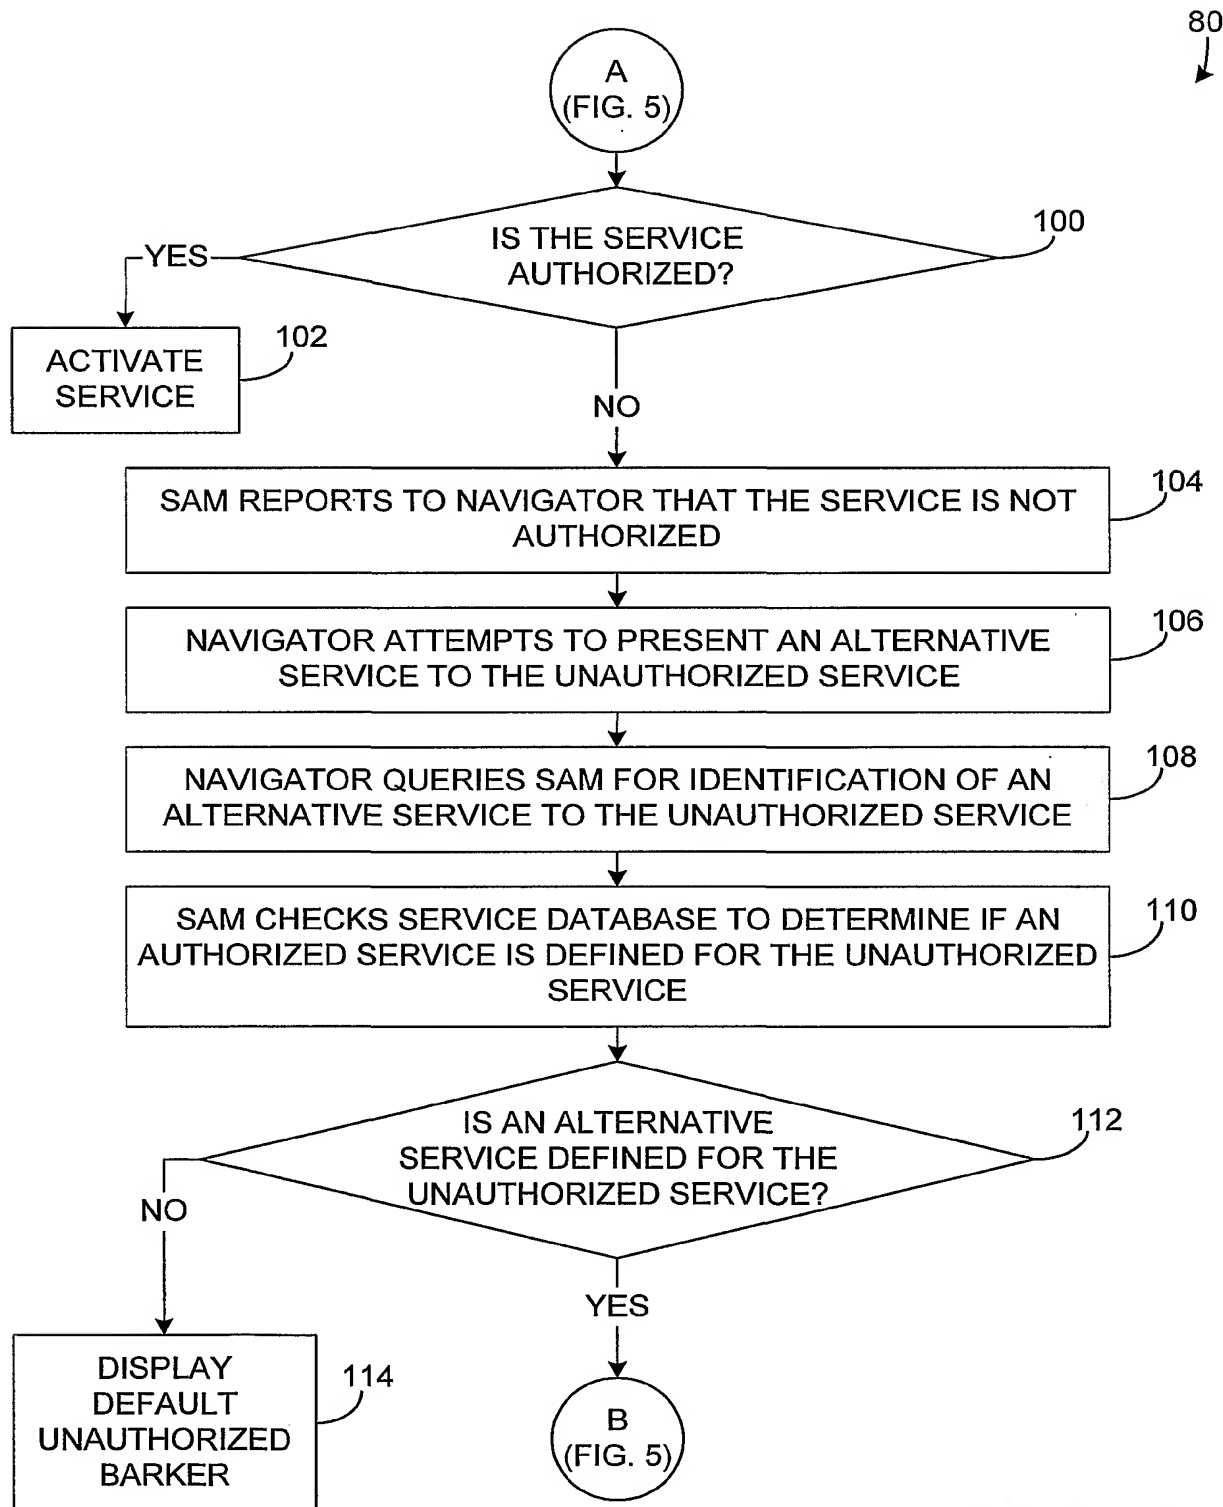 80
A
(FIG. 5)
IS THE SERVICE
AUTHORIZED?
100
YES
ACTIVATE
SERVICE
102
NO
SAM REPORTS TO NAVIGATOR THAT THE SERVICE IS NOT
AUTHORIZED
104
NAVIGATOR ATTEMPTS TO PRESENT AN ALTERNATIVE
SERVICE TO THE UNAUTHORIZED SERVICE
106
NAVIGATOR QUERIES SAM FOR IDENTIFICATION OF AN
ALTERNATIVE SERVICE TO THE UNAUTHORIZED SERVICE
108
SAM CHECKS SERVICE DATABASE TO DETERMINE IF AN
AUTHORIZED SERVICE IS DEFINED FOR THE UNAUTHORIZED
SERVICE
110
IS AN ALTERNATIVE
SERVICE DEFINED FOR THE
UNAUTHORIZED SERVICE?
112
NO
YES
DISPLAY
DEFAULT
UNAUTHORIZED
BARKER
114
B
(FIG. 5)